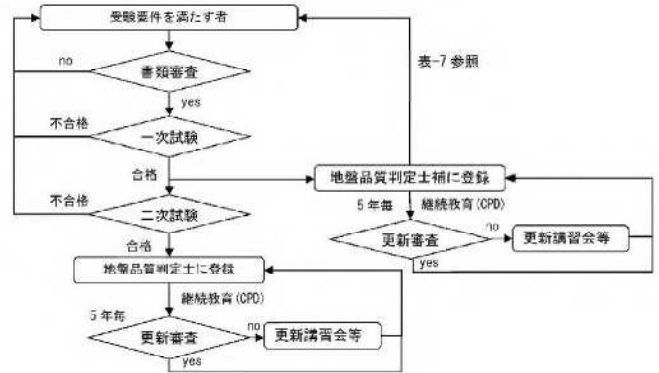 受験要件を満たす者
no
書類審査
表-7 参照
yes
不合格
一次試験
合格
地盤品質判定士補に登録
不合格
二次試験
5年毎
継続教育(CPD)
更新審査
no
更新講習会等
yes
合格
地盤品質判定士に登録
継続教育(CPD)
5年毎
更新審査
no
更新講習会等
yes